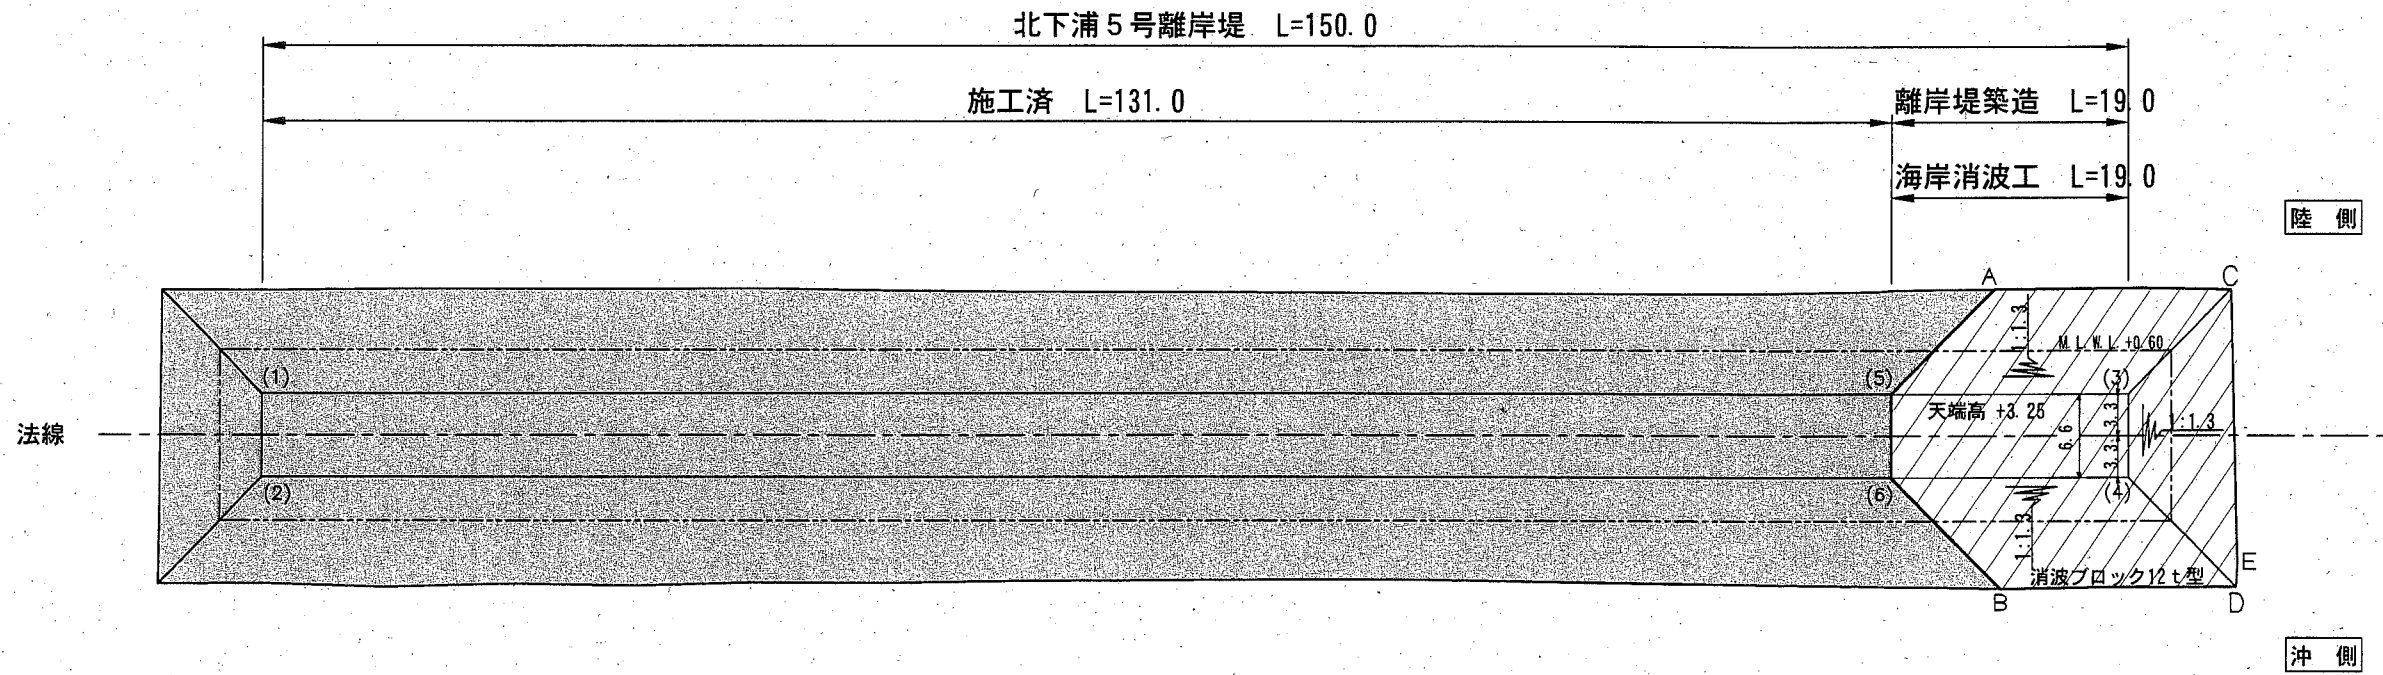 北下浦５号離岸堤 L=150.0
施工済 L=131.0
離岸堤築造 L=19.0
海岸消波工 L=19.0
陸 側
A
C
1:1.3
M.L.W.L.+0.60
(1)
(5)
(3)
天端高 +3.25
3.3
6.6
1:1.3
法線
3.3
(2)
(6)
(4)
1:1.3
E
消波ブロック12ｔ型
B
D
沖 側